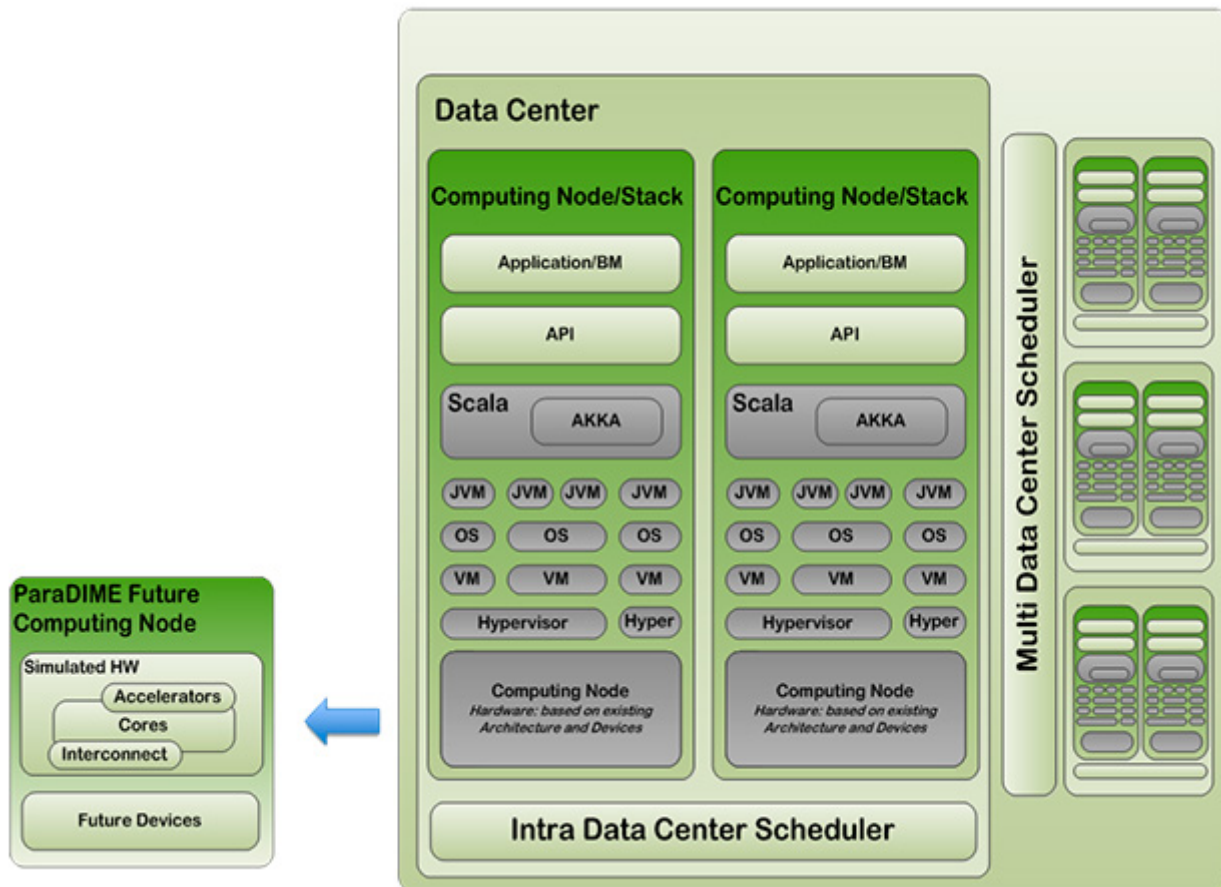 Data Center
Computing Node/Stack
Application/BM
API
Scala
AKKA
JVM JVM JVM JVM
OS OS OS
VM VM VM
Hypervisor Hyper
Computing Node
Hardware: based on existing
Architecture and Devices
Computing Node/Stack
Application/BM
API
Scala
AKKA
JVM JVM JVM JVM
OS OS OS
VM VM VM
Hypervisor Hyper
Computing Node
Hardware: based on existing
Architecture and Devices
Intra Data Center Scheduler
Multi Data Center Scheduler
ParaDIME Future
Computing Node
Simulated HW
Accelerators
Cores
Interconnect
Future Devices